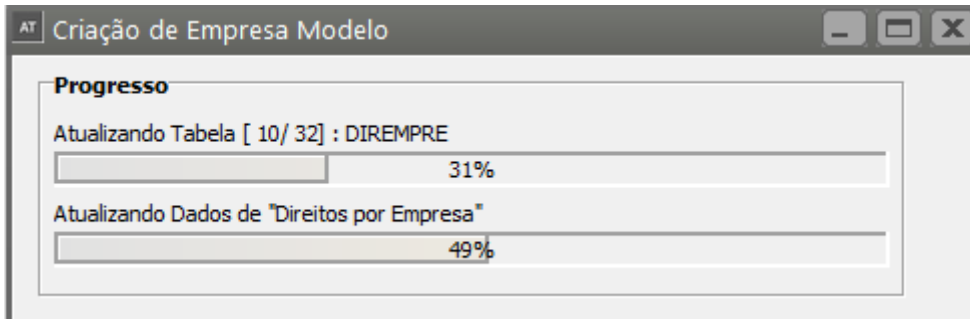 AT Criação de Empresa Modelo
Progresso
Atualizando Tabela [ 10/ 32] : DIREMPRE
31%
Atualizando Dados de "Direitos por Empresa"
49%